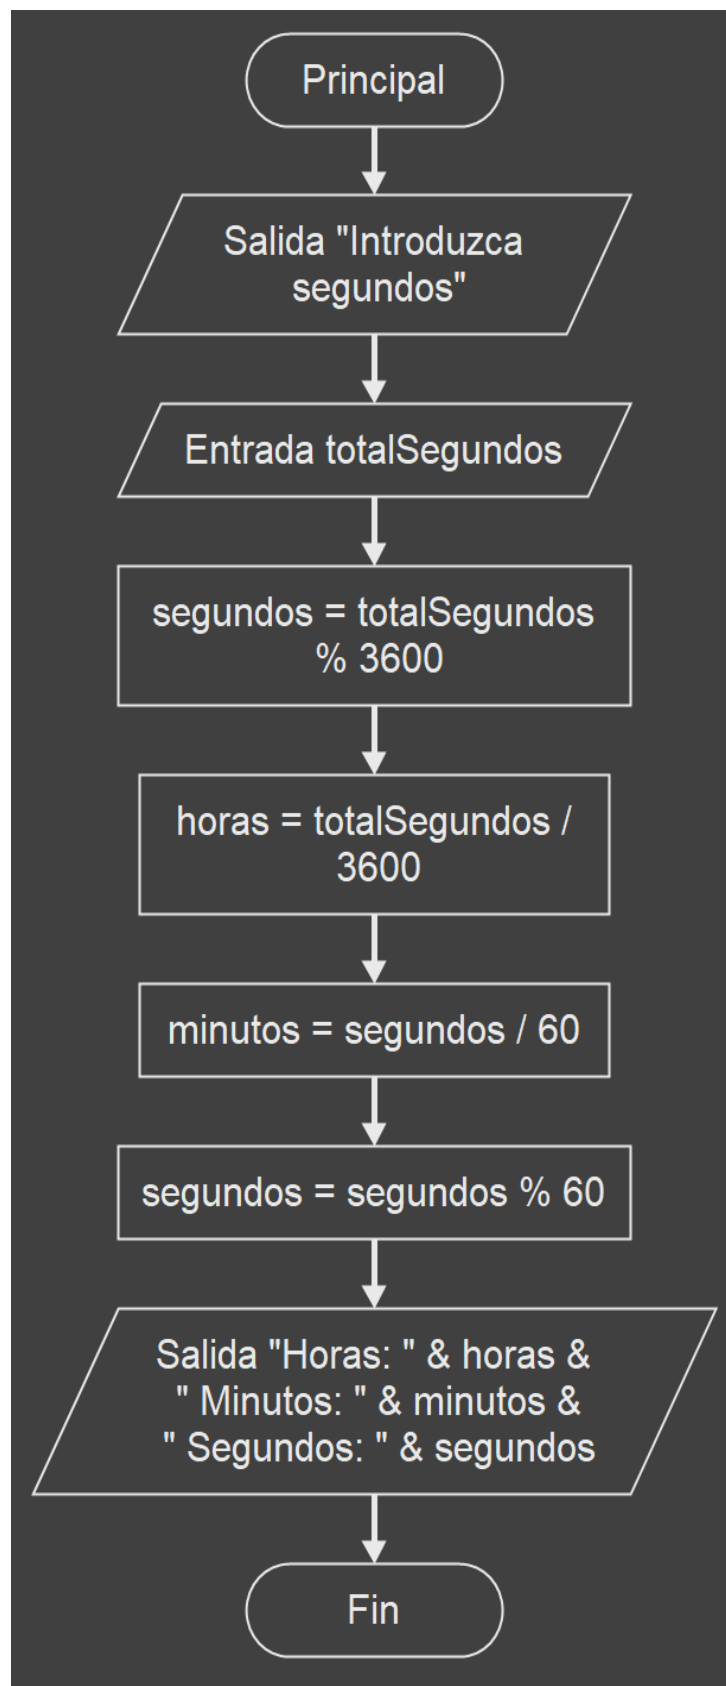 Principal
Salida "Introduzca
segundos"
Entrada totalSegundos
segundos = totalSegundos
% 3600
horas = totalSegundos /
3600
minutos = segundos / 60
segundos = segundos % 60
Salida "Horas: " & horas &
" Minutos: " & minutos &
" Segundos: " & segundos
Fin